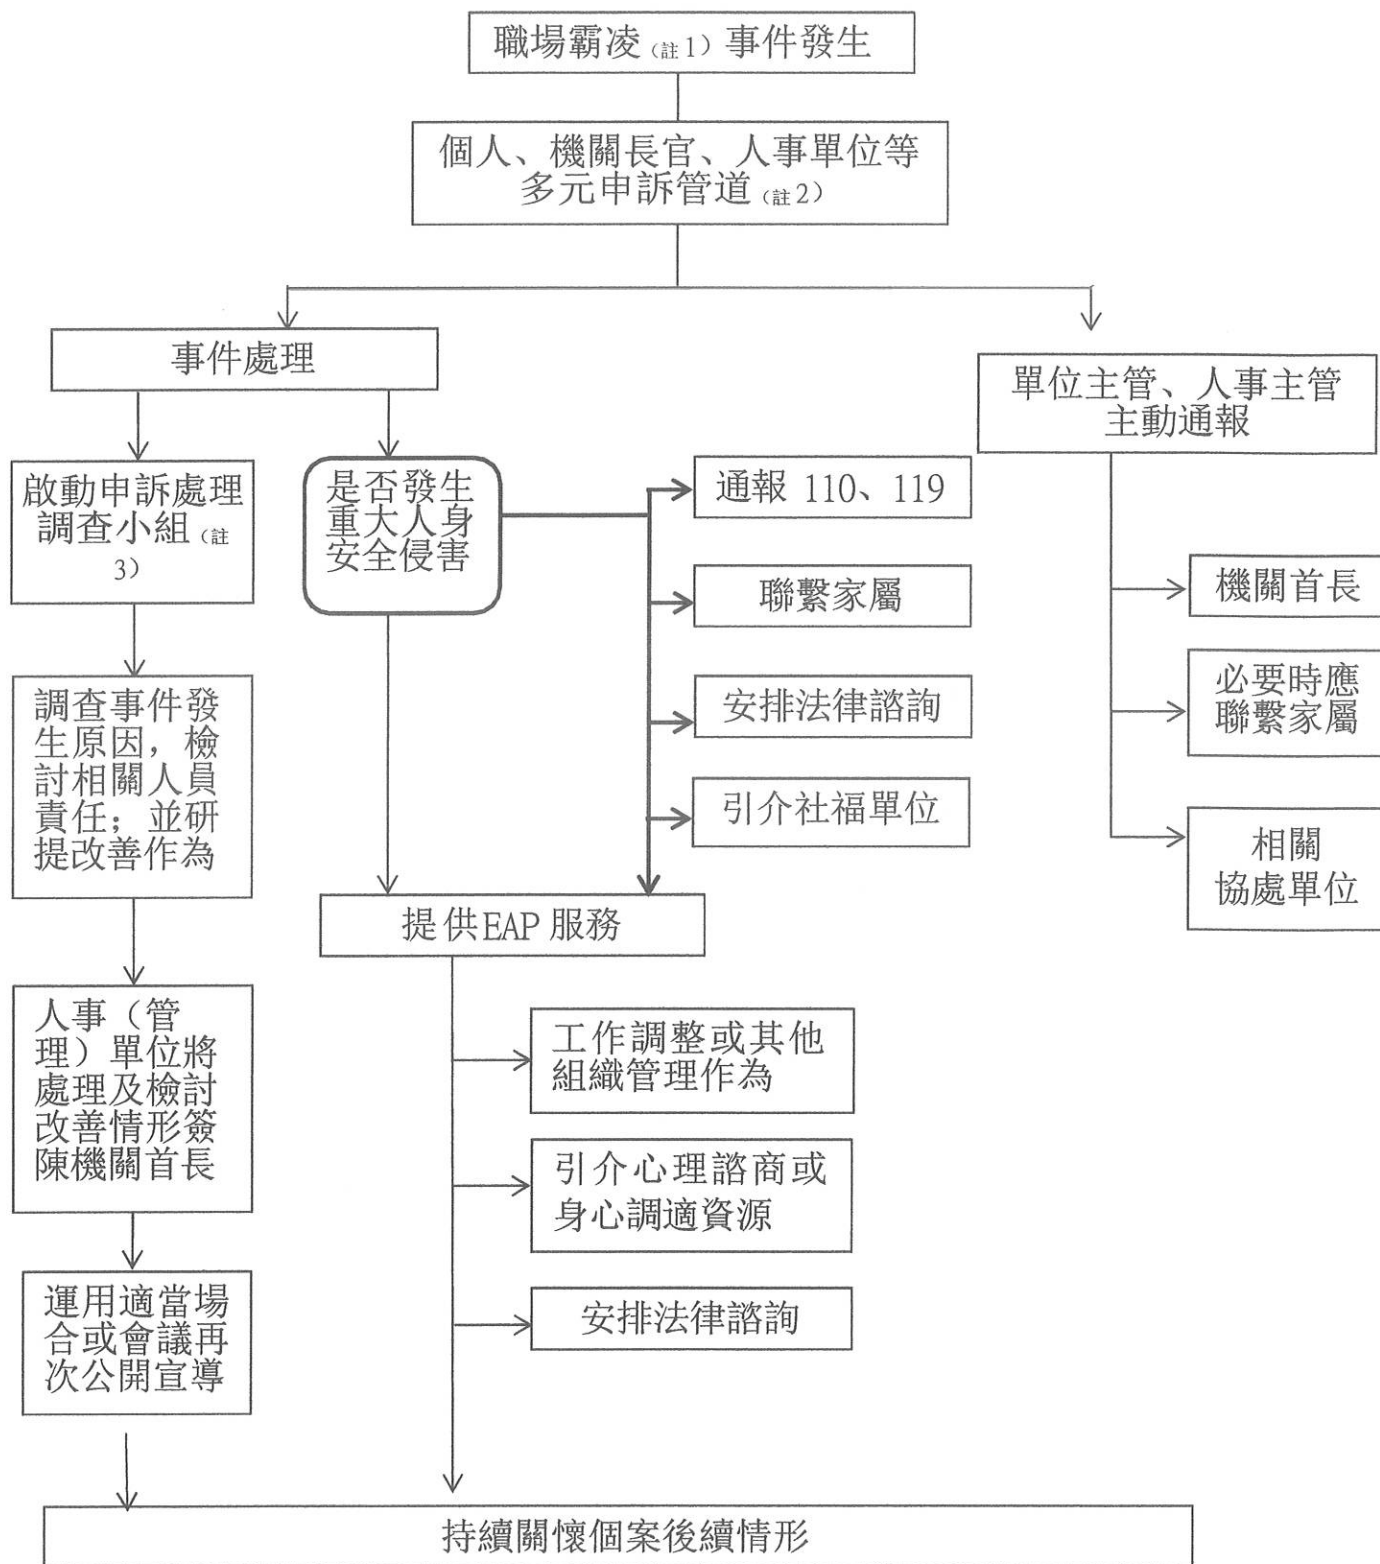 職場霸凌（註1）事件發生
個人、機關長官、人事單位等
多元申訴管道（註2）
事件處理
單位主管、人事主管
主動通報
啟動申訴處理
調查小組（註
3）
是否發生
重大人身
安全侵害
通報 110、119
聯繫家屬
安排法律諮詢
引介社福單位
機關首長
必要時應
聯繫家屬
相關
協處單位
調查事件發
生原因，檢
討相關人員
責任；並研
提改善作為
提供EAP 服務
人事（管
理）單位將
處理及檢討
改善情形簽
陳機關首長
工作調整或其他
組織管理作為
引介心理諮商或
身心調適資源
安排法律諮詢
運用適當場
合或會議再
次公開宣導
持續關懷個案後續情形